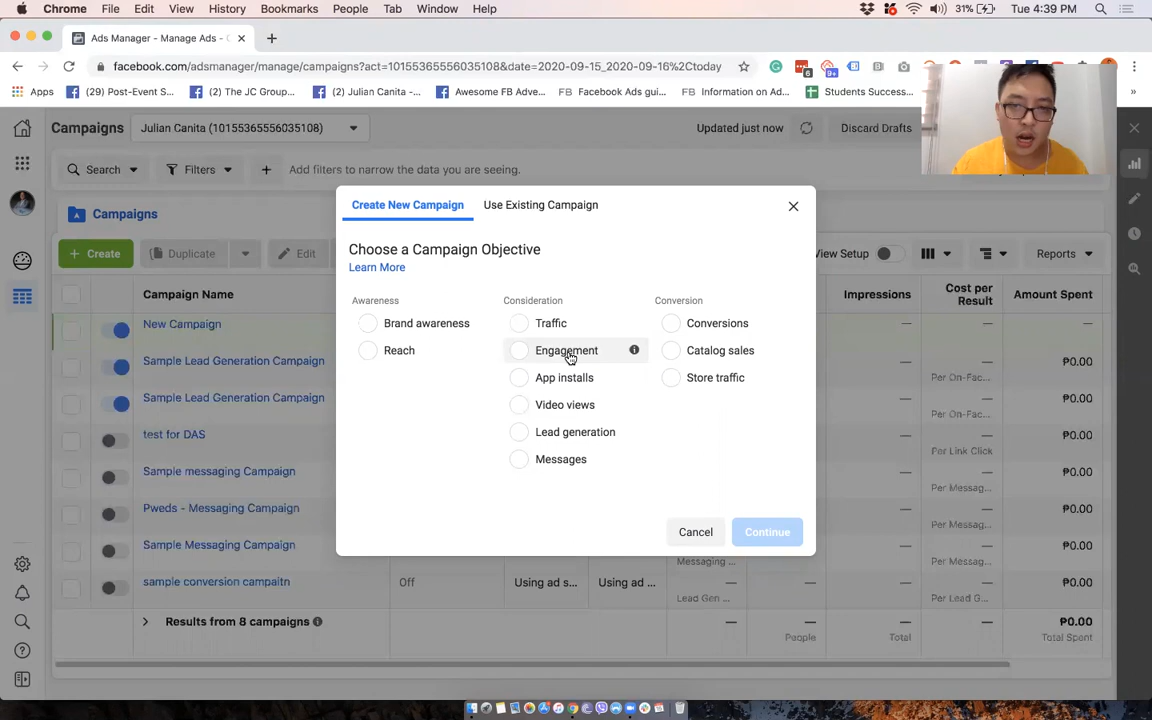 Chrome File Edit View History Bookmarks People Tab Window Help 31% Tue 4:39 PM
Ads Manager - Manage Ads - C
facebook.com/adsmanager/manage/campaigns?act=10155365556035108&date=2020-09-15_2020-09-16%2Ctoday
6 9+
Apps (29) Post-Event S... (2) The JC Group... (2) Julian Canita -... Awesome FB Adve... FB Facebook Ads gui... FB Information on Ad... Students Success... »
Campaigns Julian Canita (10155365556035108) Updated just now Discard Drafts
Search Filters Add filters to narrow the data you are seeing.
Campaigns
Create New Campaign Use Existing Campaign
Choose a Campaign Objective
Learn More
Awareness Consideration Conversion
Brand awareness Traffic Conversions
Reach Engagement Catalog sales
App installs Store traffic
Video views
Lead generation
Messages
Cancel Continue
+ Create Duplicate Edit View Setup Reports
Campaign Name Impressions Cost per Result Amount Spent
New Campaign — — —
Sample Lead Generation Campaign — — ₱0.00
Per On-Fac...
Sample Lead Generation Campaign — — ₱0.00
Per On-Fac...
test for DAS — — ₱0.00
Per Link Click
Sample messaging Campaign — — ₱0.00
Per Messag...
Pweds - Messaging Campaign — — ₱0.00
Per Messag...
Sample Messaging Campaign — — ₱0.00
Messaging ... Per Messag...
sample conversion campaitn Off Using ad s... Using ad ... — — — — ₱0.00
Lead Gen ... Per Lead G...
Results from 8 campaigns — — — — ₱0.00
People Total Total Spent